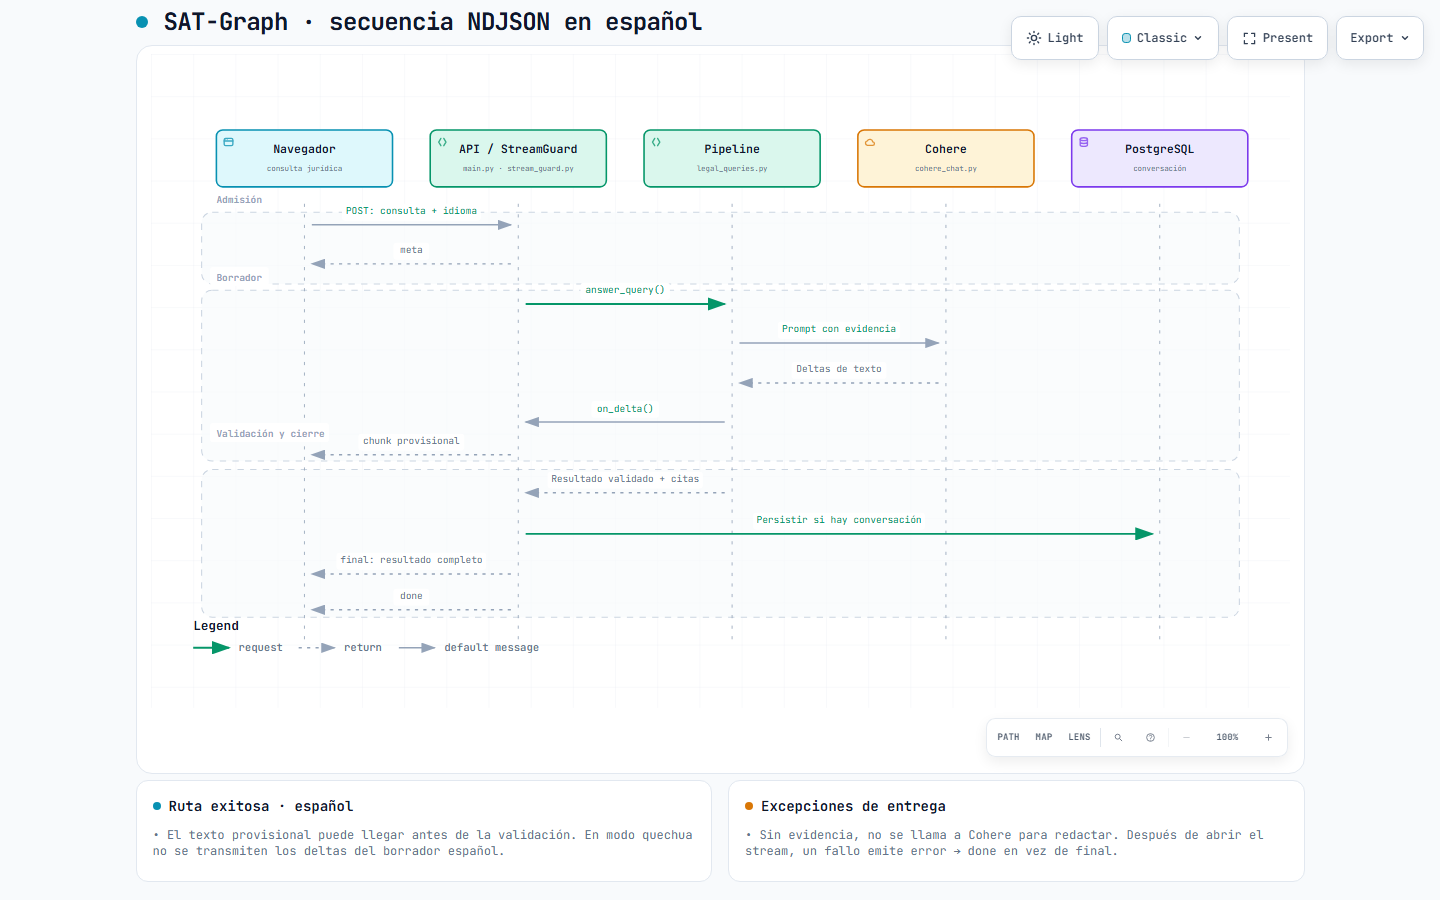 SAT-Graph · secuencia NDJSON en español
Light
Classic
Present
Export
Navegador
consulta jurídica
API / StreamGuard
main.py · stream_guard.py
Pipeline
legal_queries.py
Cohere
cohere_chat.py
PostgreSQL
conversación
Admisión
POST: consulta + idioma
meta
Borrador
answer_query()
Prompt con evidencia
Deltas de texto
on_delta()
Validación y cierre
chunk provisional
Resultado validado + citas
Persistir si hay conversación
final: resultado completo
done
Legend
request
return
default message
PATH
MAP
LENS
100%
Ruta exitosa · español
• El texto provisional puede llegar antes de la validación. En modo quechua
no se transmiten los deltas del borrador español.
Excepciones de entrega
• Sin evidencia, no se llama a Cohere para redactar. Después de abrir el
stream, un fallo emite error → done en vez de final.